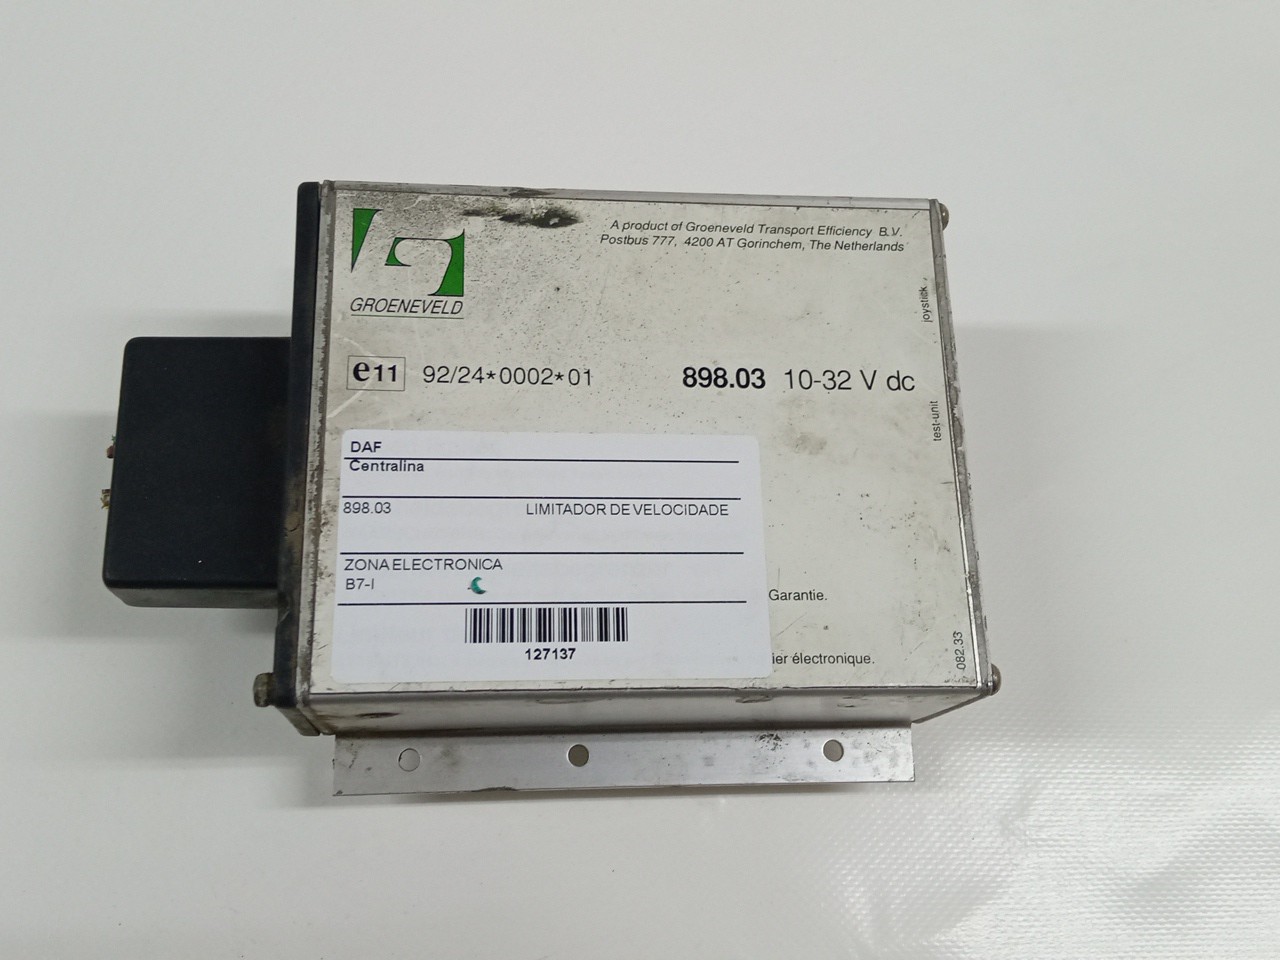 A product of Groeneveld Transport Efficiency B.V.
Postbus 777, 4200 AT Gorinchem, The Netherlands
GROENEVELD
joystick
e11 92/24*0002*01 898.03 10-32 V dc
test-unit
DAF
Centralina
898.03 LIMITADOR DE VELOCIDADE
ZONA ELECTRONICA
B7-I
127137
Garantie.
ier électronique.
082.33